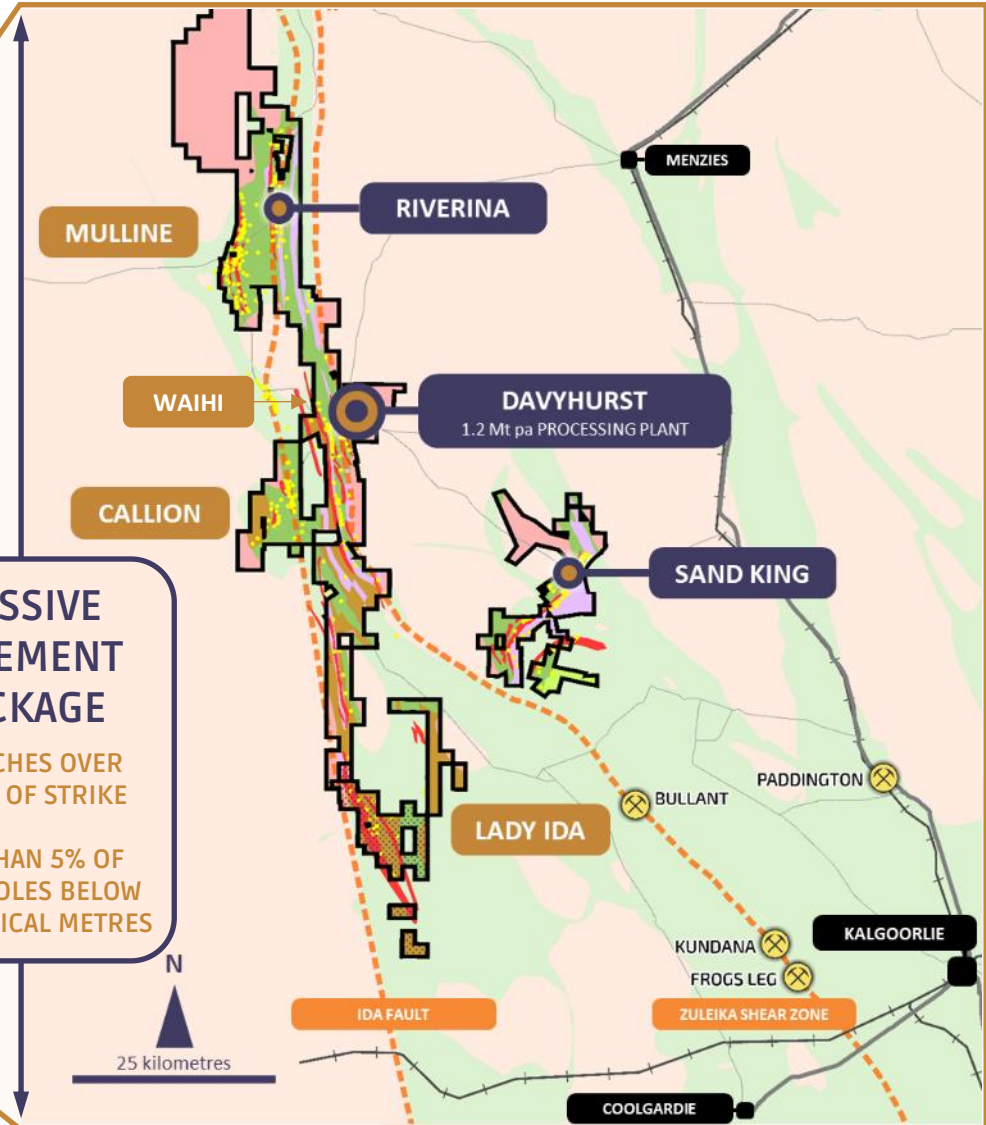 MENZIES
RIVERINA
MULLINE
WAIHI
DAVYHURST
1.2 Mt pa PROCESSING PLANT
CALLION
SAND KING
SSIVE
EMENT
CKAGE
CHES OVER
OF STRIKE
HAN 5% OF
OLES BELOW
ICAL METRES
PADDINGTON
BULLANT
LADY IDA
KUNDANA
KALGOORLIE
FROGS LEG
N
25 kilometres
IDA FAULT
ZULEIKA SHEAR ZONE
COOLGARDIE